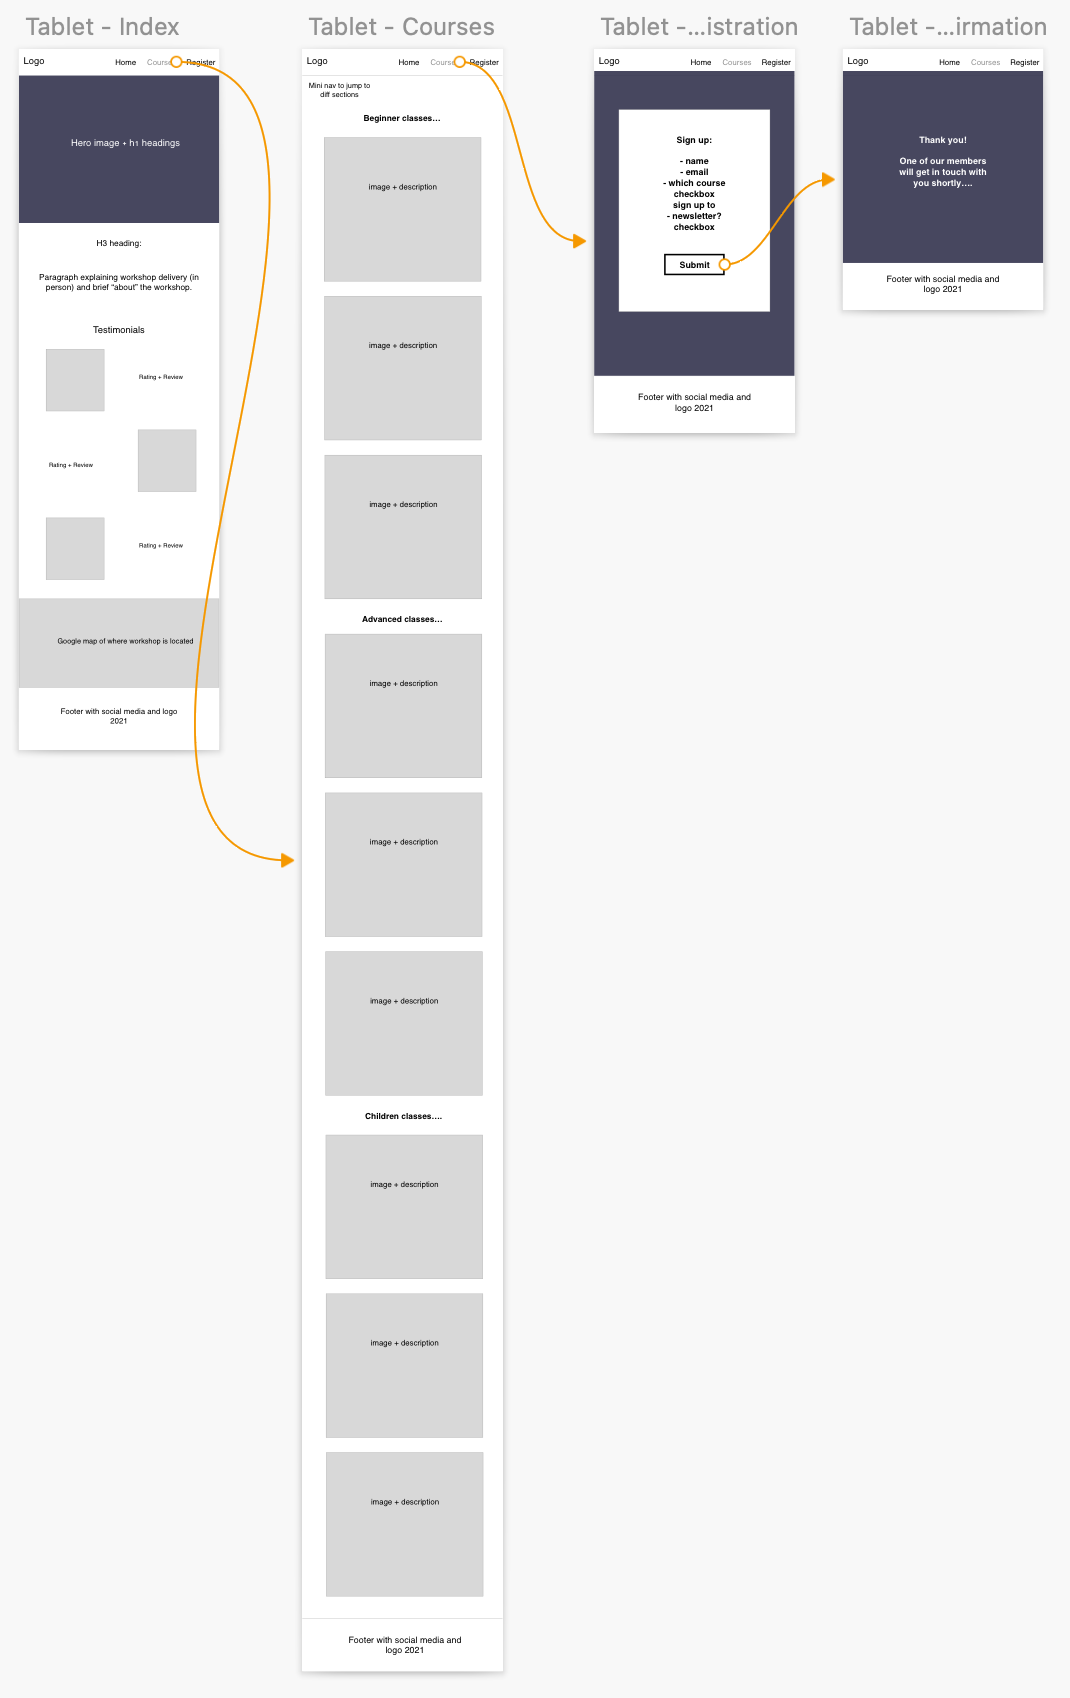 Tablet - Index
Logo
Home Courses Register
Hero image + h1 headings
H3 heading:
Paragraph explaining workshop delivery (in
person) and brief "about" the workshop.
Testimonials
Rating + Review
Rating + Review
Rating + Review
Google map of where workshop is located
Footer with social media and logo
2021
Tablet - Courses
Logo
Home Courses Register
Mini nav to jump to
diff sections
Beginner classes...
image + description
image + description
image + description
Advanced classes...
image + description
image + description
image + description
Children classes....
image + description
image + description
image + description
Footer with social media and
logo 2021
Tablet -...istration
Logo
Home Courses Register
Sign up:
- name
- email
- which course
checkbox
sign up to
- newsletter?
checkbox
Submit
Footer with social media and
logo 2021
Tablet -...irmation
Logo
Home Courses Register
Thank you!
One of our members
will get in touch with
you shortly....
Footer with social media and
logo 2021